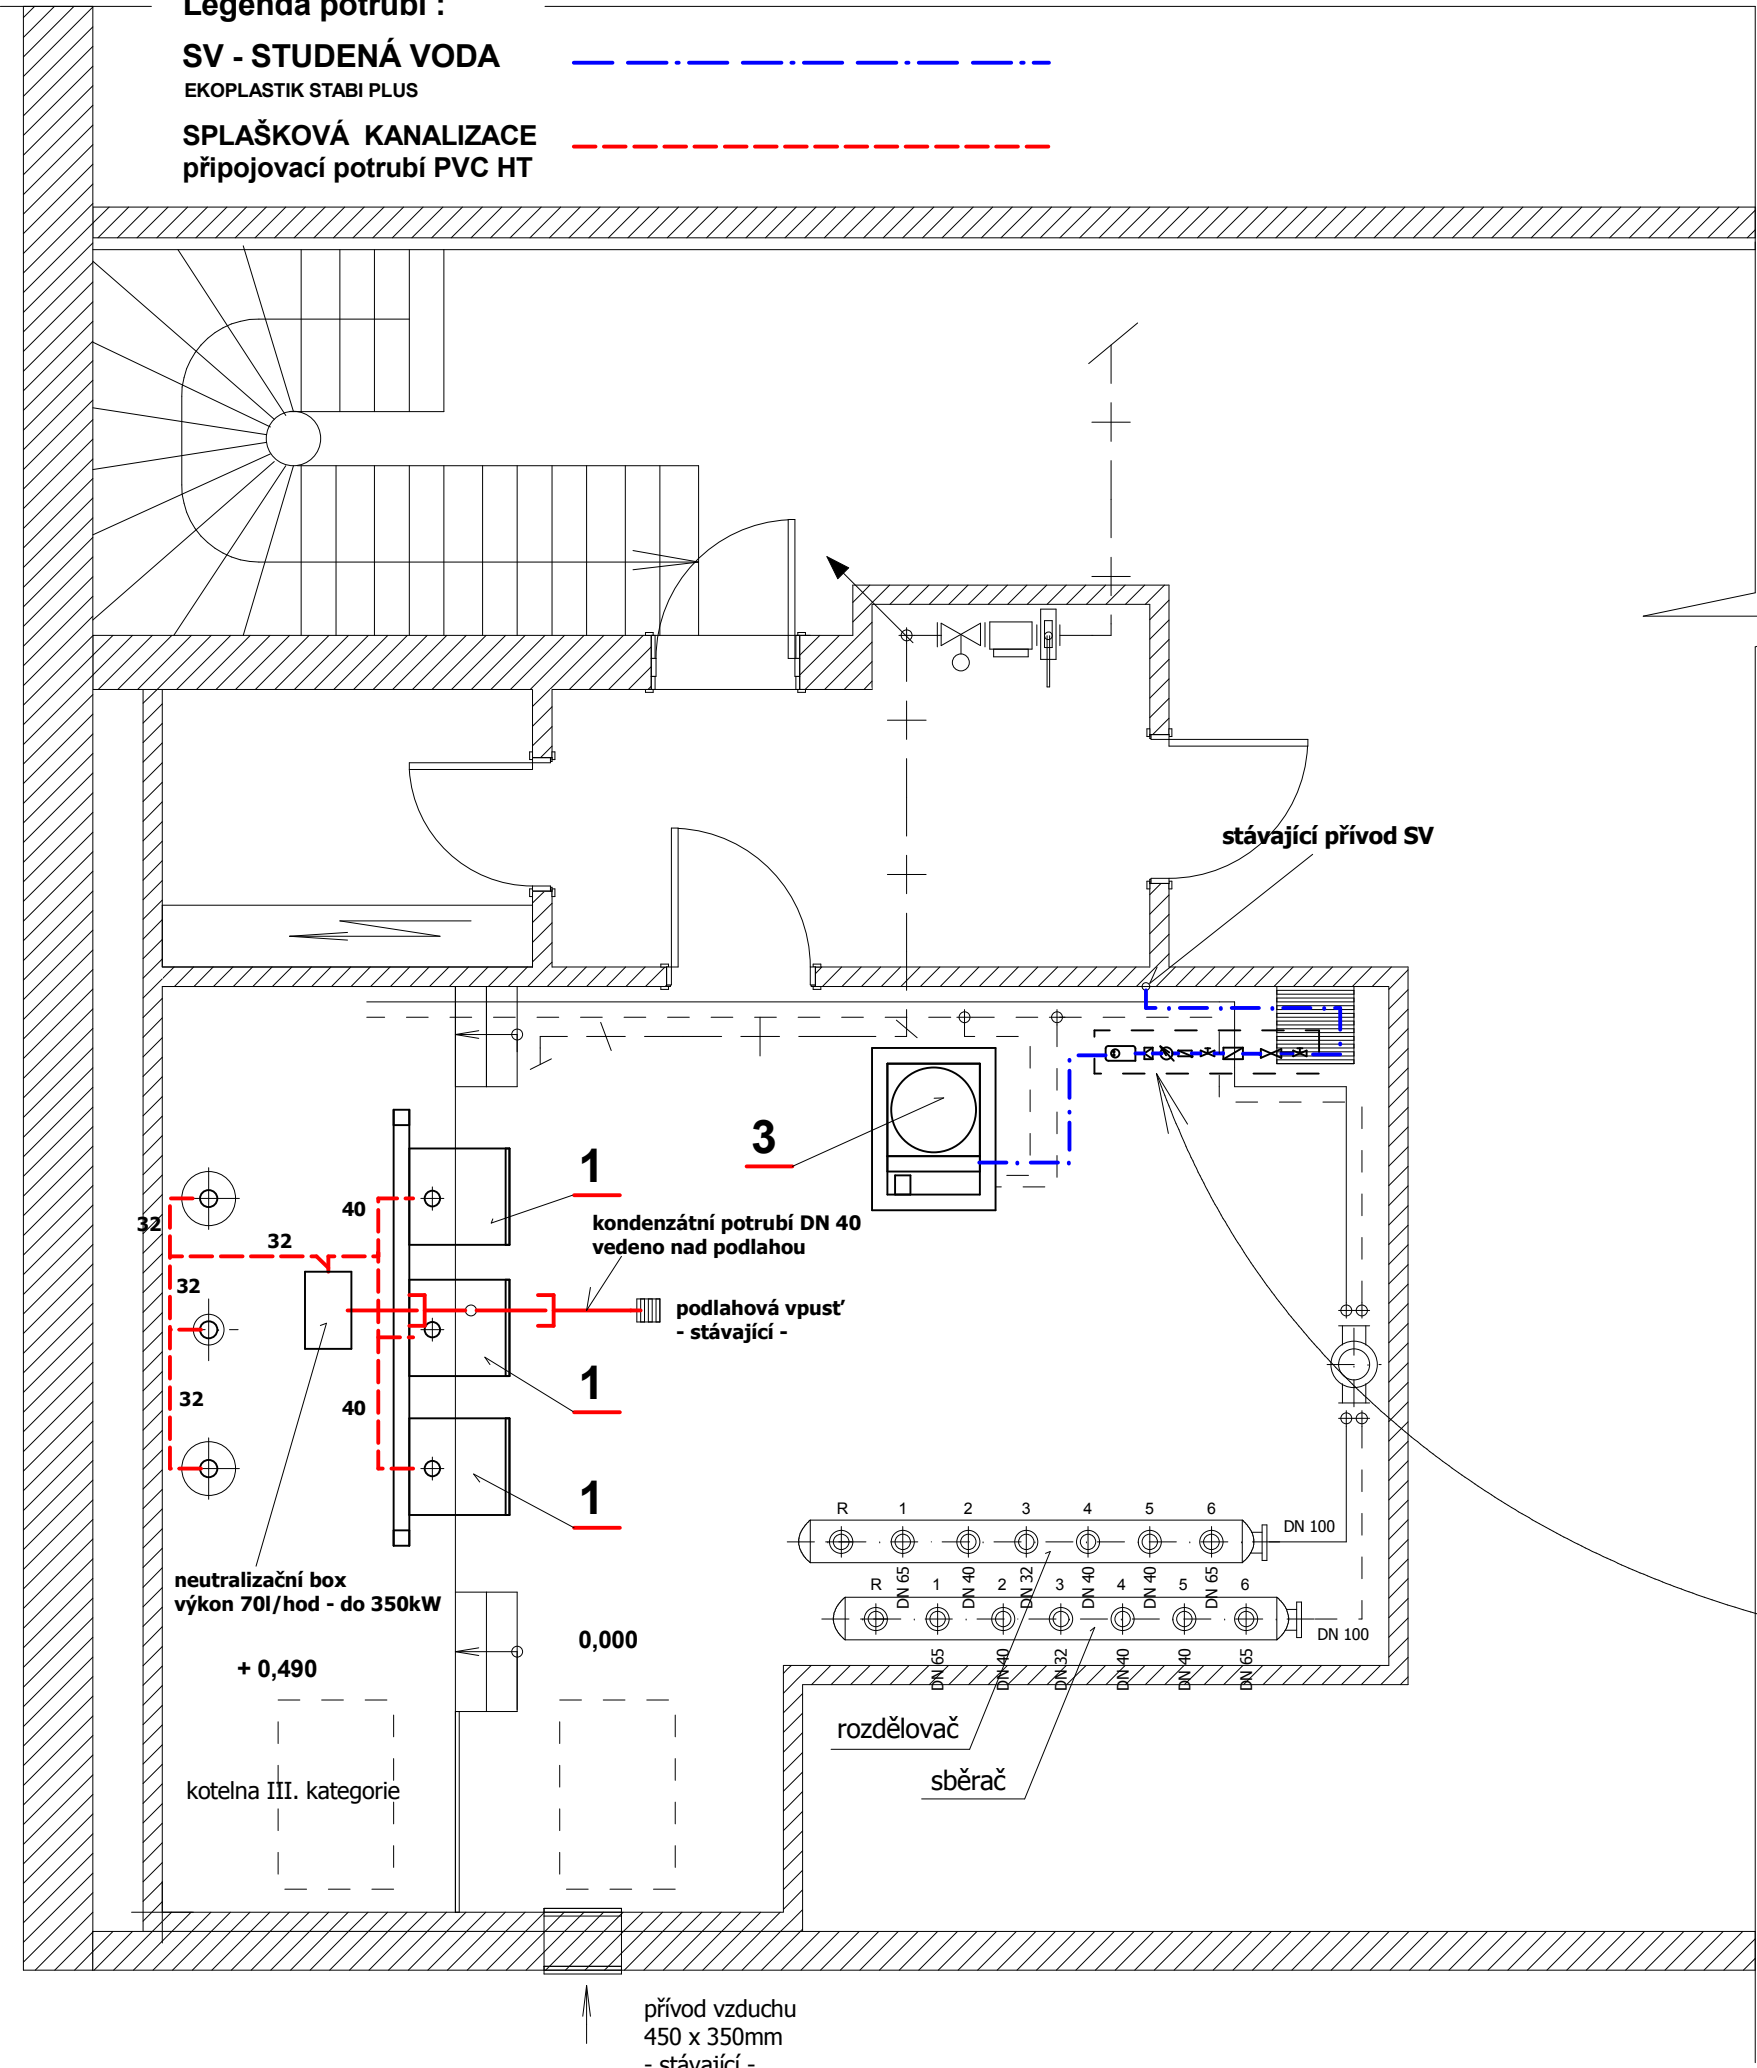 Legenda potrubí :
SV - STUDENÁ VODA
EKOPLASTIK STABI PLUS
SPLAŠKOVÁ KANALIZACE
připojovací potrubí PVC HT
stávající přívod SV
3
1
kondenzátní potrubí DN 40
vedeno nad podlahou
40
32
32
32
podlahová vpusť
- stávající -
1
40
32
1
R 1 2 3 4 5 6
DN 100
DN 65 DN 40 DN 32 DN 40 DN 40 DN 65
R 1 2 3 4 5 6
DN 100
DN 65 DN 40 DN 32 DN 40 DN 40 DN 65
neutralizační box
výkon 70l/hod - do 350kW
0,000
+ 0,490
rozdělovač
sběrač
kotelna III. kategorie
přívod vzduchu
450 x 350mm
- stávající -